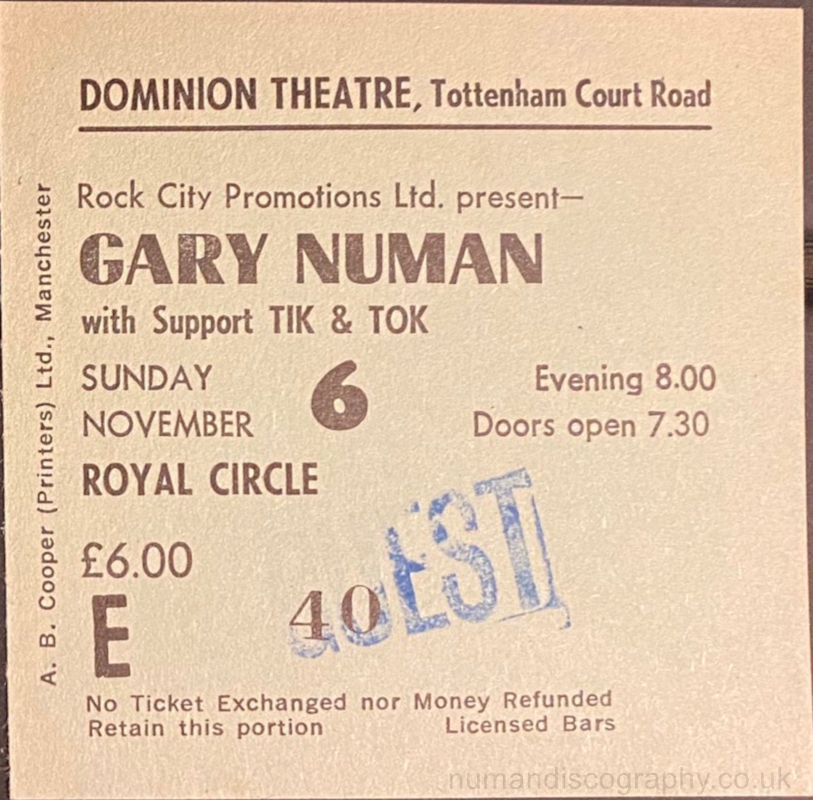 DOMINION THEATRE, Tottenham Court Road
Rock City Promotions Ltd. present—
GARY NUMAN
with Support TIK & TOK
SUNDAY
NOVEMBER
6
Evening 8.00
Doors open 7.30
ROYAL CIRCLE
£6.00
E
40
GUEST
No Ticket Exchanged nor Money Refunded
Retain this portion
Licensed Bars
A. B. Cooper (Printers) Ltd., Manchester
numandiscography.co.uk